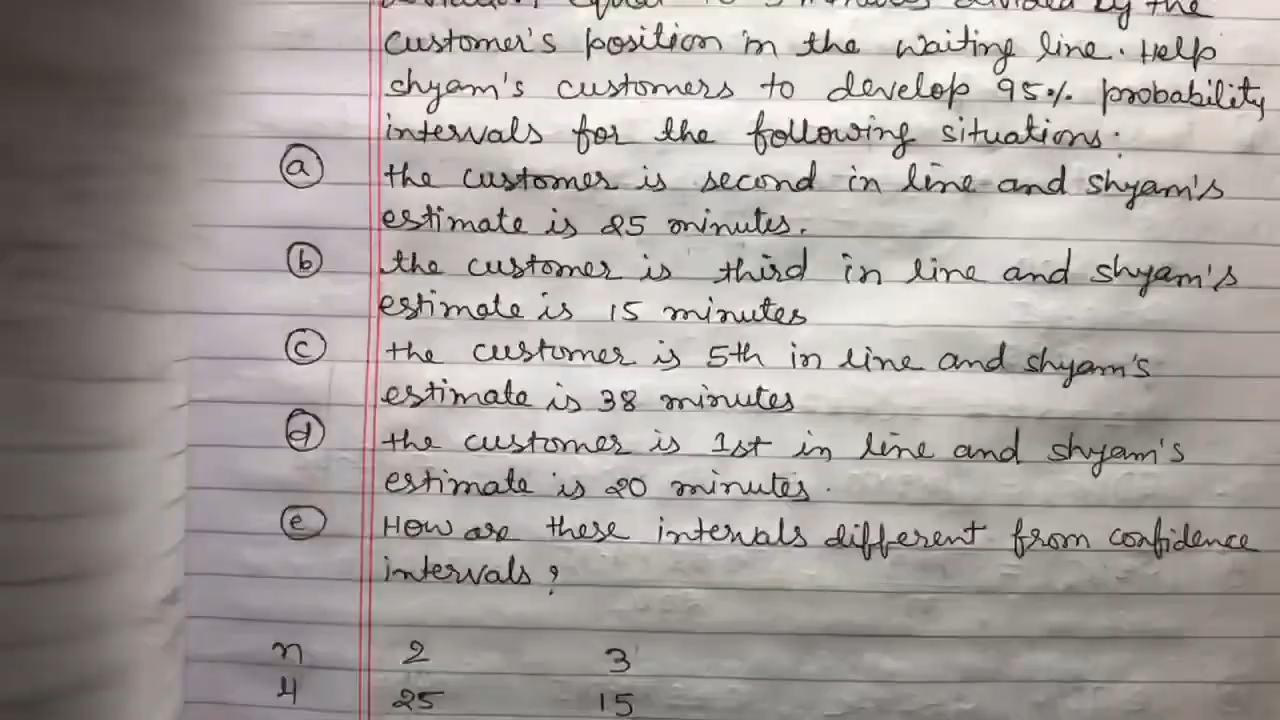 by the
customer's position in the waiting line. Help
shyam's customers to develop 95% probability
intervals for the following situations.
(a) the customer is second in line and shyam's
estimate is 25 minutes.
(b) the customer is third in line and shyam's
estimate is 15 minutes
(c) the customer is 5th in line and shyam's
estimate is 38 minutes
(d) the customer is 1st in line and shyam's
estimate is 20 minutes.
(e) How are these intervals different from confidence
intervals?
n 2 3
25 15